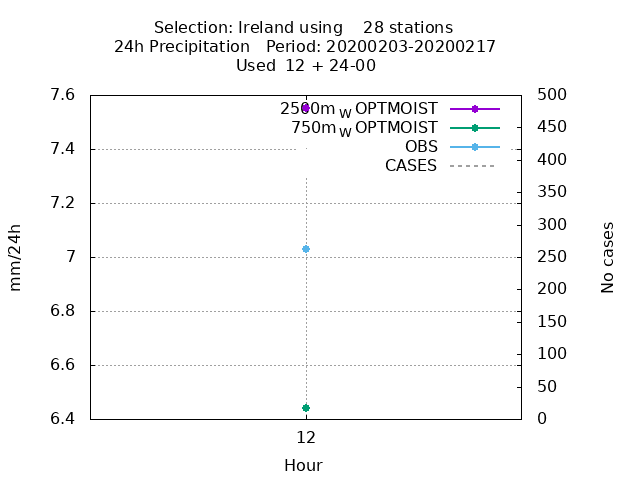 Selection: Ireland using 28 stations
24h Precipitation Period: 20200203-20200217
Used 12 + 24-00
7.6
7.4
7.2
7
6.8
6.6
6.4
mm/24h
500
450
400
350
300
250
200
150
100
50
0
No cases
2500m W OPTMOIST
750m W OPTMOIST
OBS
CASES
12
Hour